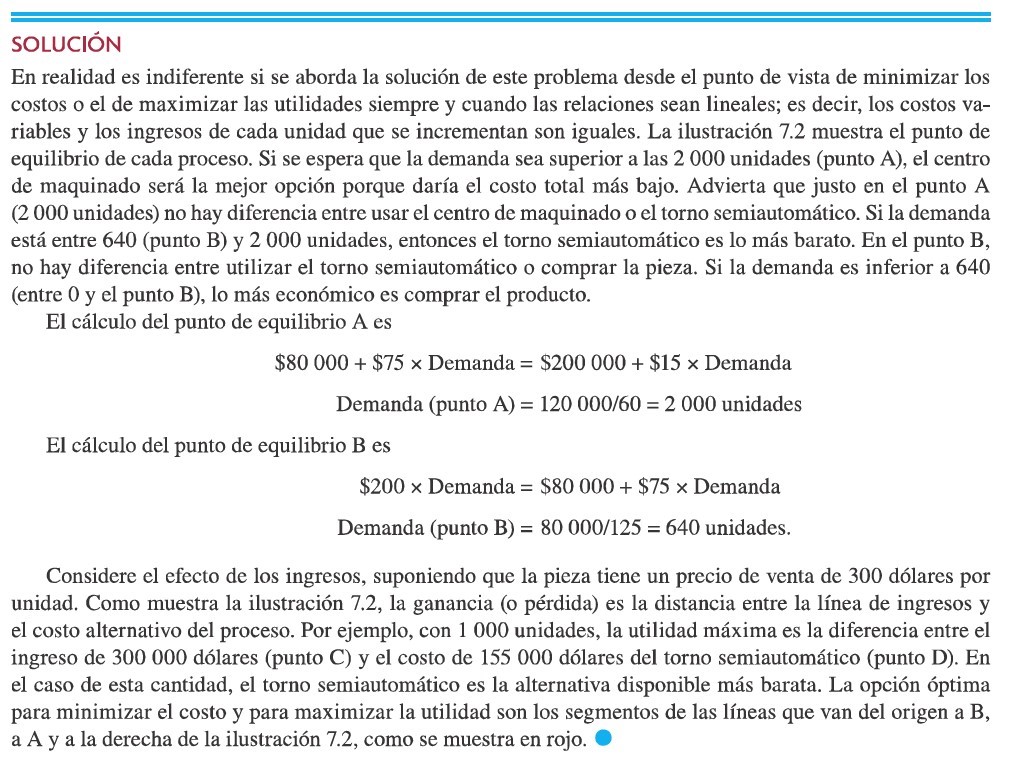 SOLUCIÓN
En realidad es indiferente si se aborda la solución de este problema desde el punto de vista de minimizar los
costos o el de maximizar las utilidades siempre y cuando las relaciones sean lineales; es decir, los costos va-
riables y los ingresos de cada unidad que se incrementan son iguales. La ilustración 7.2 muestra el punto de
equilibrio de cada proceso. Si se espera que la demanda sea superior a las 2 000 unidades (punto A), el centro
de maquinado será la mejor opción porque daría el costo total más bajo. Advierta que justo en el punto A
(2 000 unidades) no hay diferencia entre usar el centro de maquinado o el torno semiautomático. Si la demanda
está entre 640 (punto B) y 2 000 unidades, entonces el torno semiautomático es lo más barato. En el punto B,
no hay diferencia entre utilizar el torno semiautomático o comprar la pieza. Si la demanda es inferior a 640
(entre 0 y el punto B), lo más económico es comprar el producto.
El cálculo del punto de equilibrio A es
$80 000 + $75 × Demanda = $200 000 + $15 × Demanda
Demanda (punto A) = 120 000/60 = 2 000 unidades
El cálculo del punto de equilibrio B es
$200 × Demanda = $80 000 + $75 × Demanda
Demanda (punto B) = 80 000/125 = 640 unidades.
Considere el efecto de los ingresos, suponiendo que la pieza tiene un precio de venta de 300 dólares por
unidad. Como muestra la ilustración 7.2, la ganancia (o pérdida) es la distancia entre la línea de ingresos y
el costo alternativo del proceso. Por ejemplo, con 1 000 unidades, la utilidad máxima es la diferencia entre el
ingreso de 300 000 dólares (punto C) y el costo de 155 000 dólares del torno semiautomático (punto D). En
el caso de esta cantidad, el torno semiautomático es la alternativa disponible más barata. La opción óptima
para minimizar el costo y para maximizar la utilidad son los segmentos de las líneas que van del origen a B,
a A y a la derecha de la ilustración 7.2, como se muestra en rojo.